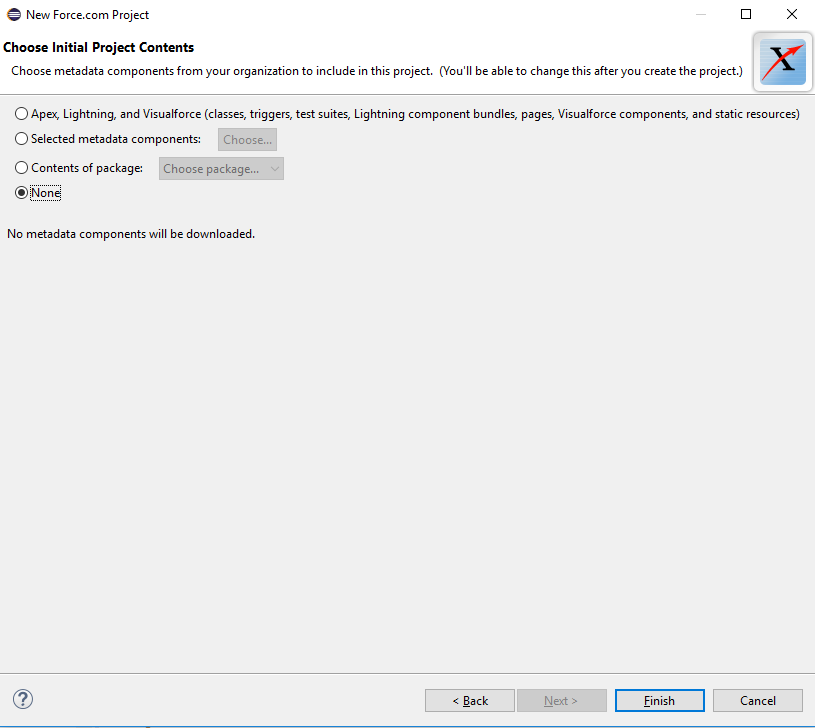 New Force.com Project
Choose Initial Project Contents
Choose metadata components from your organization to include in this project. (You'll be able to change this after you create the project.)
X
Apex, Lightning, and Visualforce (classes, triggers, test suites, Lightning component bundles, pages, Visualforce components, and static resources)
Selected metadata components: Choose...
Contents of package: Choose package...
None
No metadata components will be downloaded.
? < Back Next > Finish Cancel